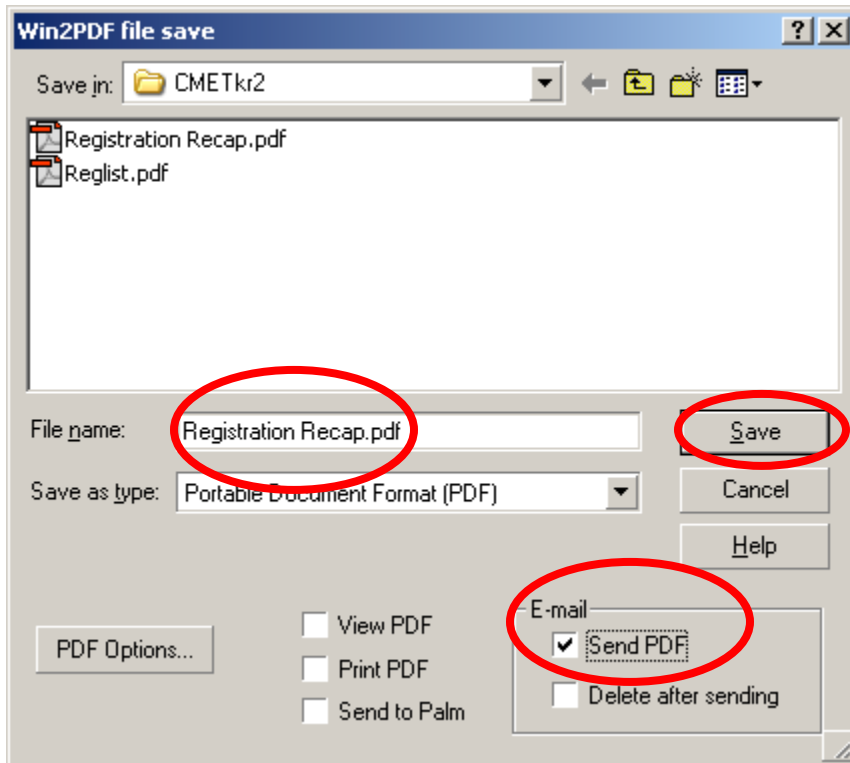 Win2PDF file save
Save in: CMETkr2
Registration Recap.pdf
Reglist.pdf
File name: Registration Recap.pdf Save
Save as type: Portable Document Format (PDF) Cancel
Help
E-mail
View PDF Send PDF
PDF Options...
Print PDF
Delete after sending
Send to Palm